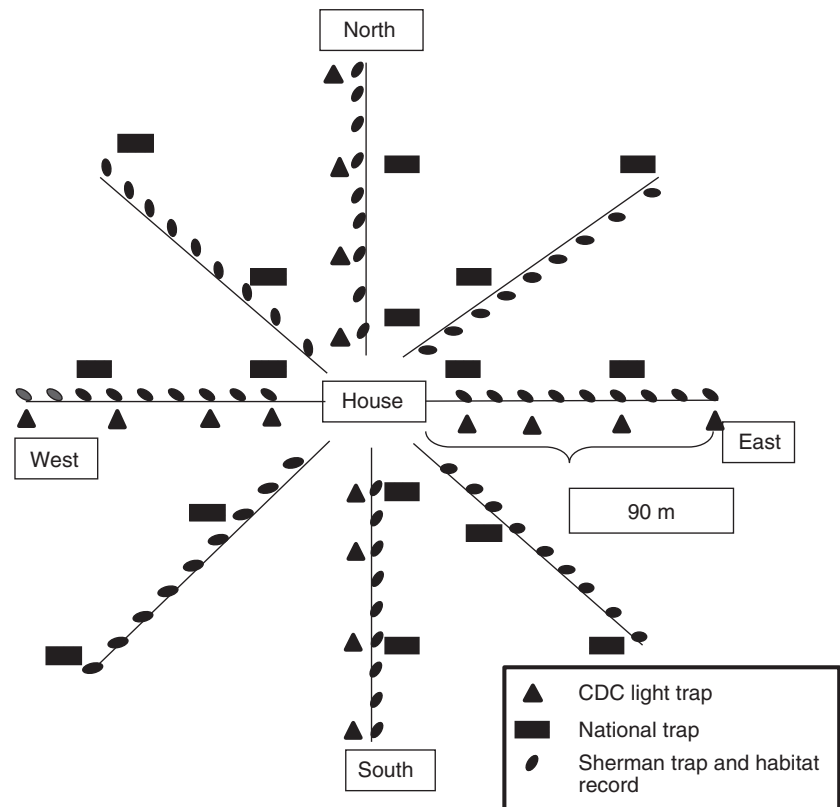 North
House
West
East
90 m
South
CDC light trap
National trap
Sherman trap and habitat
record